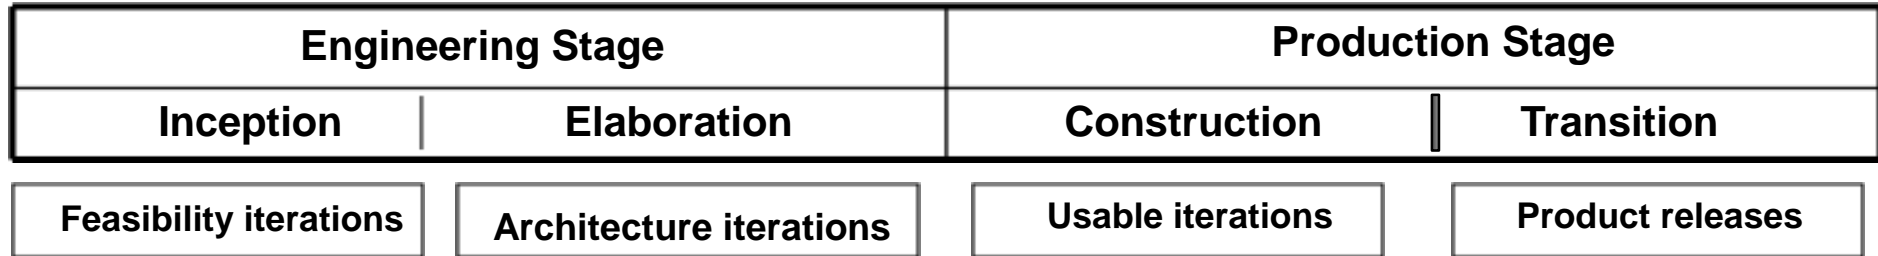 Engineering Stage
Production Stage
Inception
Elaboration
Construction
Transition
Feasibility iterations
Architecture iterations
Usable iterations
Product releases